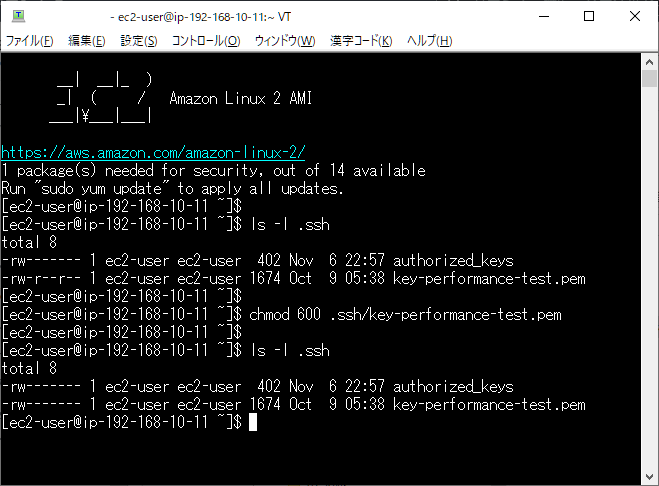 - ec2-user@ip-192-168-10-11:~ VT
ファイル(F) 編集(E) 設定(S) コントロール(O) ウィンドウ(W) 漢字コード(K) ヘルプ(H)
       __|  __|_  )
       _|  (     /   Amazon Linux 2 AMI
      ___|¥___|___|
https://aws.amazon.com/amazon-linux-2/
1 package(s) needed for security, out of 14 available
Run "sudo yum update" to apply all updates.
[ec2-user@ip-192-168-10-11 ~]$
[ec2-user@ip-192-168-10-11 ~]$ ls -l .ssh
total 8
-rw------- 1 ec2-user ec2-user  402 Nov  6 22:57 authorized_keys
-rw-r--r-- 1 ec2-user ec2-user 1674 Oct  9 05:38 key-performance-test.pem
[ec2-user@ip-192-168-10-11 ~]$
[ec2-user@ip-192-168-10-11 ~]$ chmod 600 .ssh/key-performance-test.pem
[ec2-user@ip-192-168-10-11 ~]$
[ec2-user@ip-192-168-10-11 ~]$ ls -l .ssh
total 8
-rw------- 1 ec2-user ec2-user  402 Nov  6 22:57 authorized_keys
-rw------- 1 ec2-user ec2-user 1674 Oct  9 05:38 key-performance-test.pem
[ec2-user@ip-192-168-10-11 ~]$